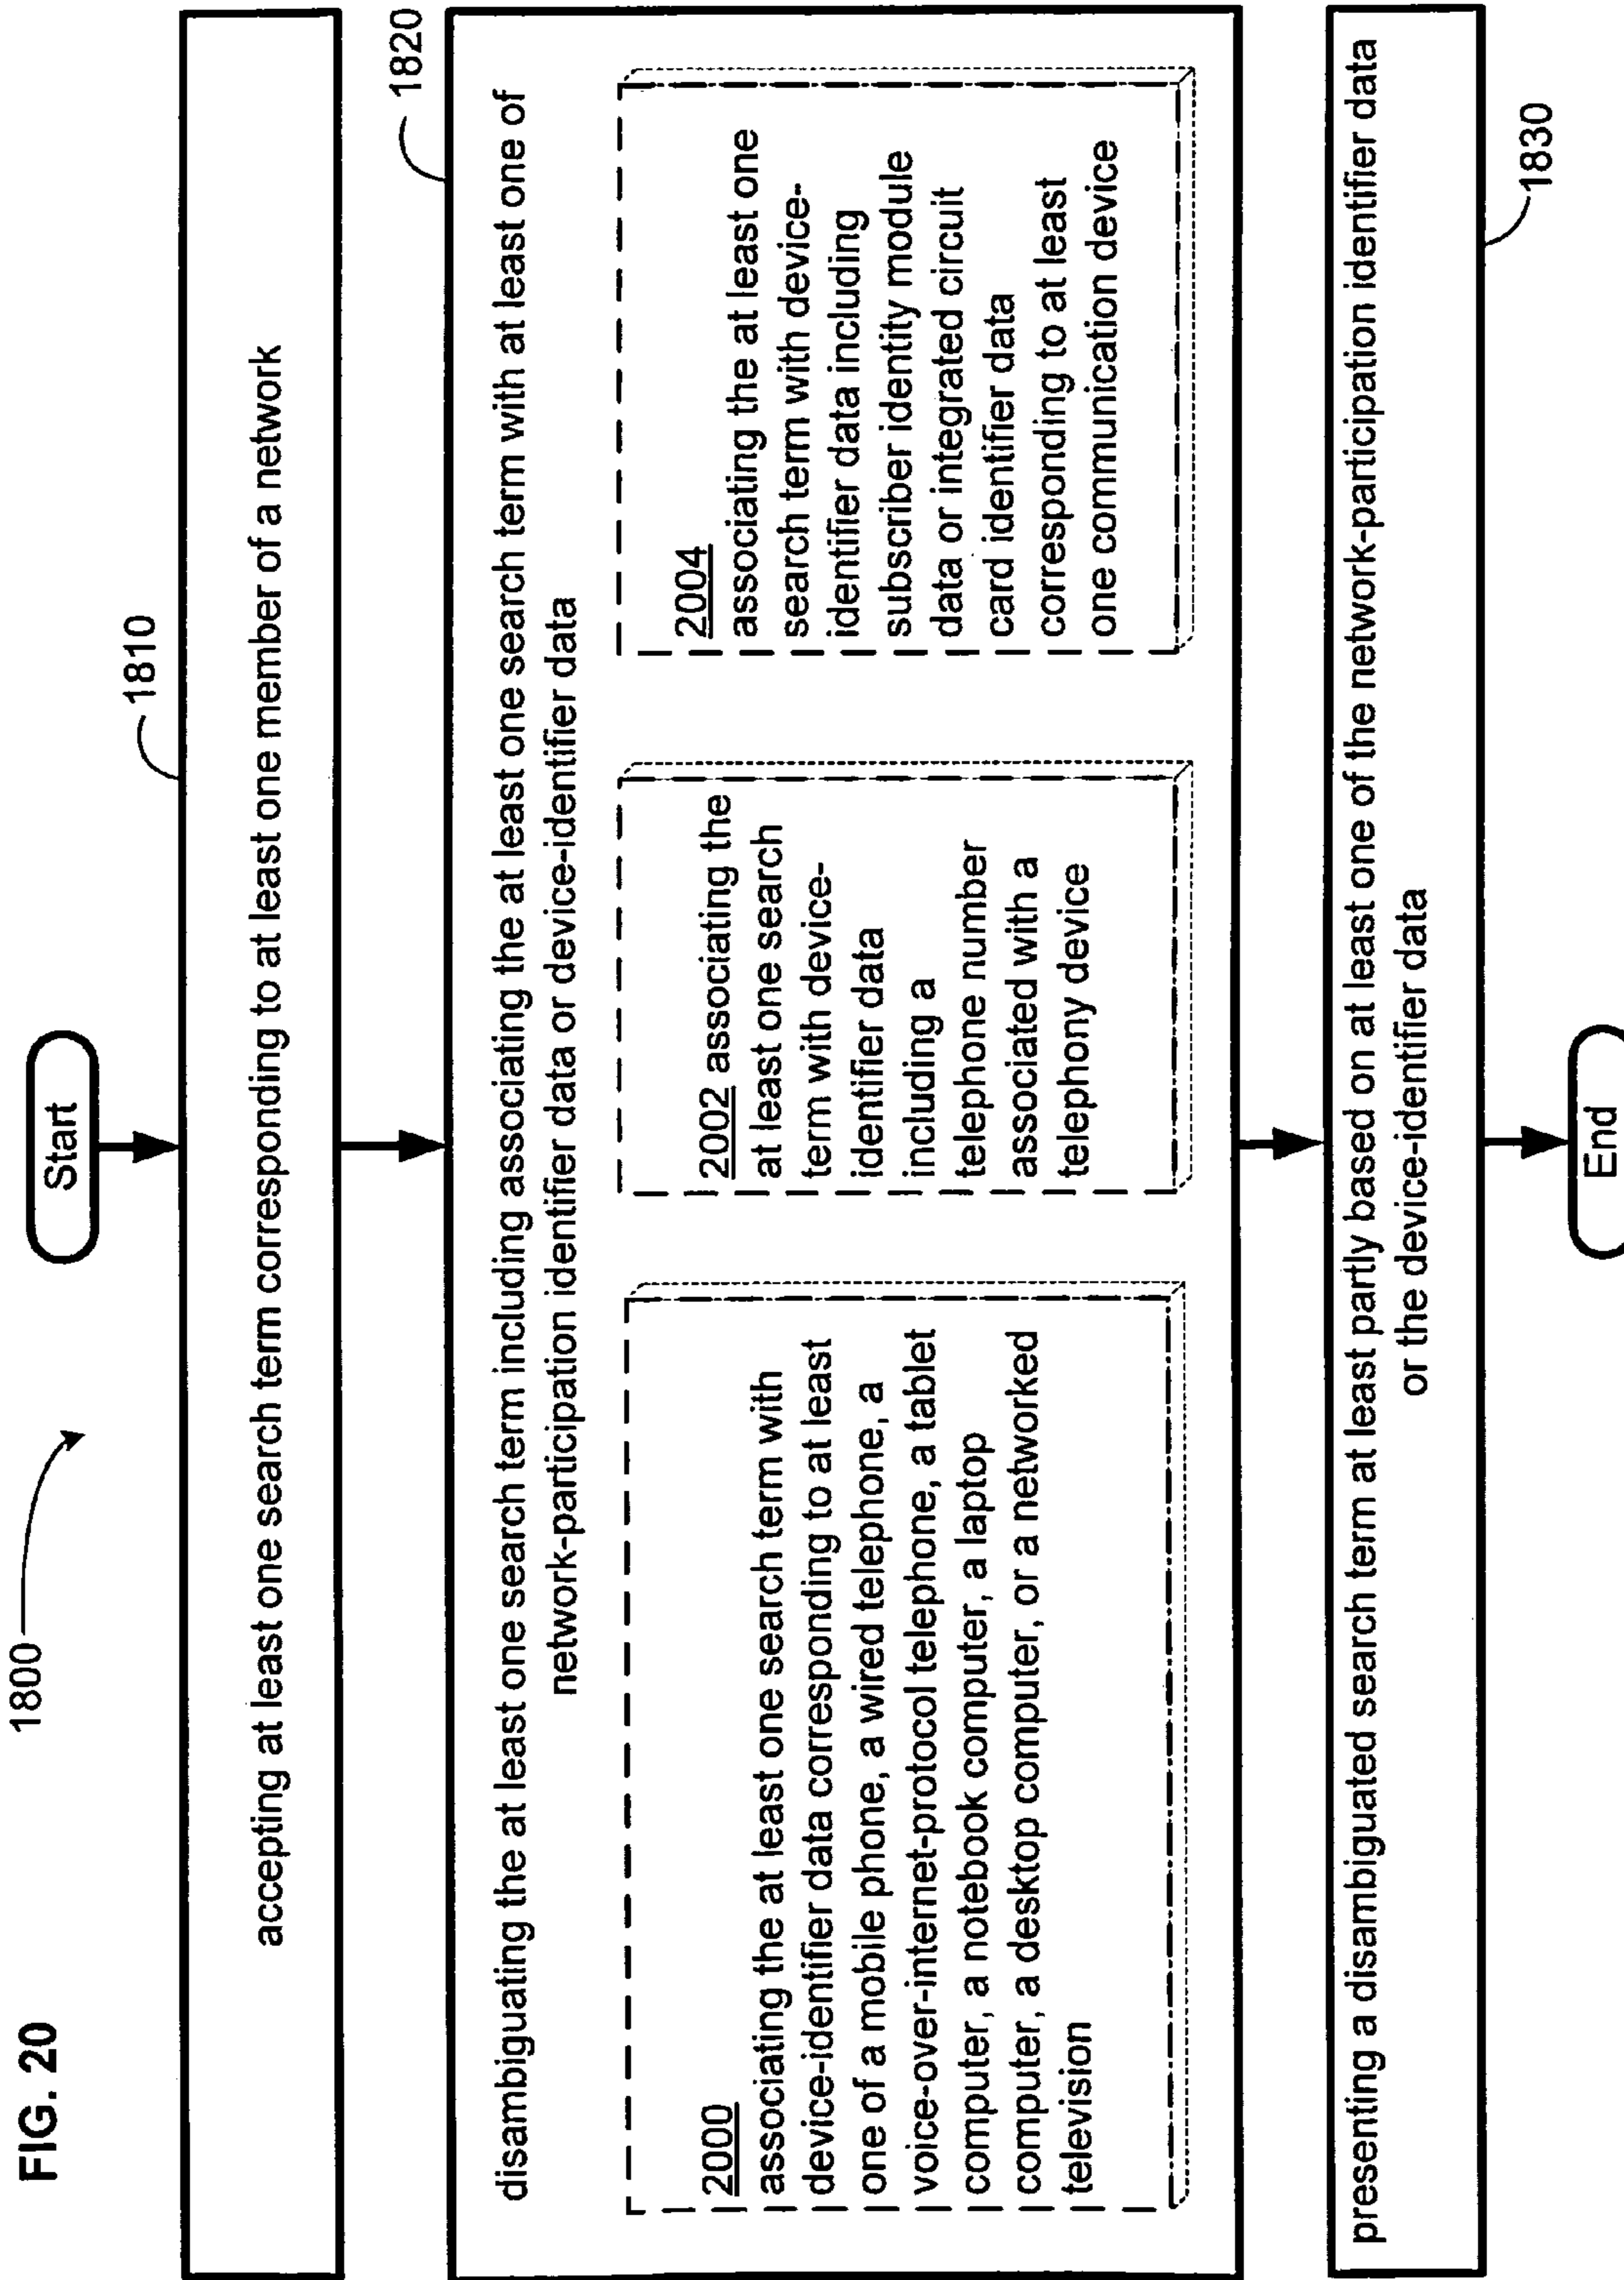 FIG. 20
1800
Start
1810
accepting at least one search term corresponding to at least one member of a network
1820
disambiguating the at least one search term including associating the at least one search term with at least one of
network-participation identifier data or device-identifier data
2000
associating the at least one search term with
device-identifier data corresponding to at least
one of a mobile phone, a wired telephone, a
voice-over-internet-protocol telephone, a tablet
computer, a notebook computer, a laptop
computer, a desktop computer, or a networked
television
2002 associating the
at least one search
term with device-
identifier data
including a
telephone number
associated with a
telephony device
2004
associating the at least one
search term with device-
identifier data including
subscriber identity module
data or integrated circuit
card identifier data
corresponding to at least
one communication device
presenting a disambiguated search term at least partly based on at least one of the network-participation identifier data
or the device-identifier data
1830
End